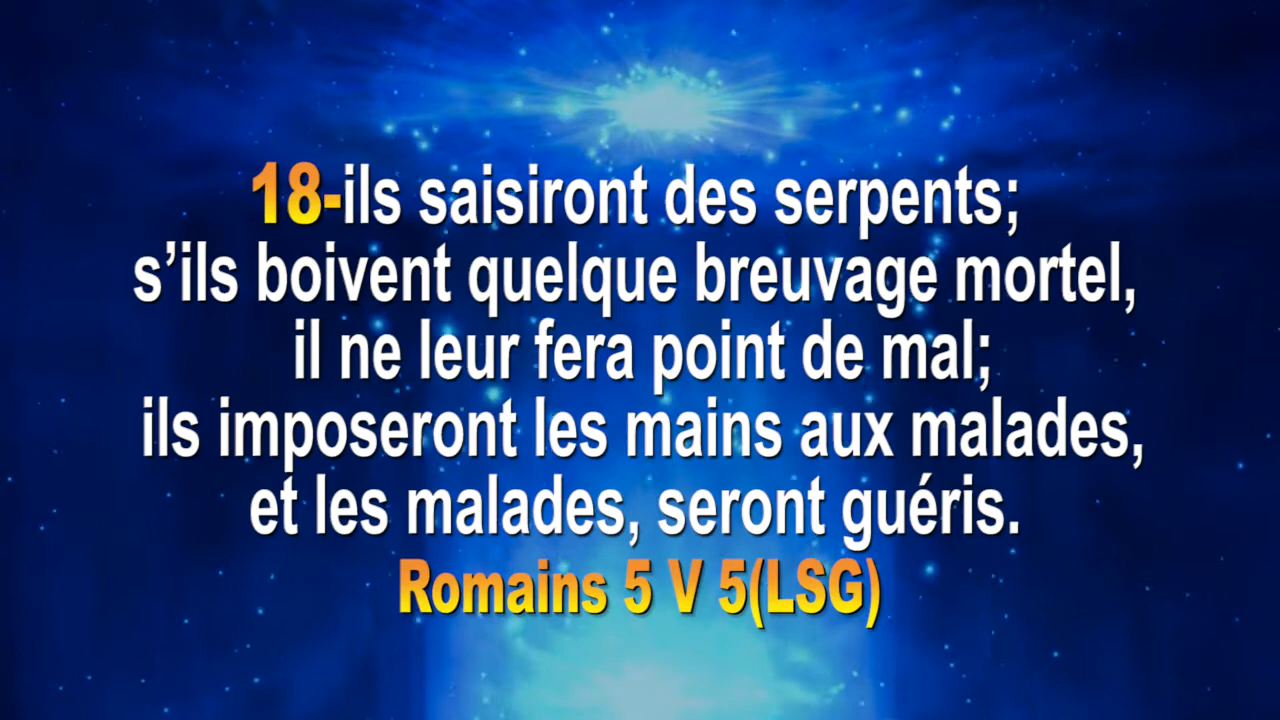 18-ils saisiront des serpents;
s’ils boivent quelque breuvage mortel,
il ne leur fera point de mal;
ils imposeront les mains aux malades,
et les malades, seront guéris.
Romains 5 V 5(LSG)